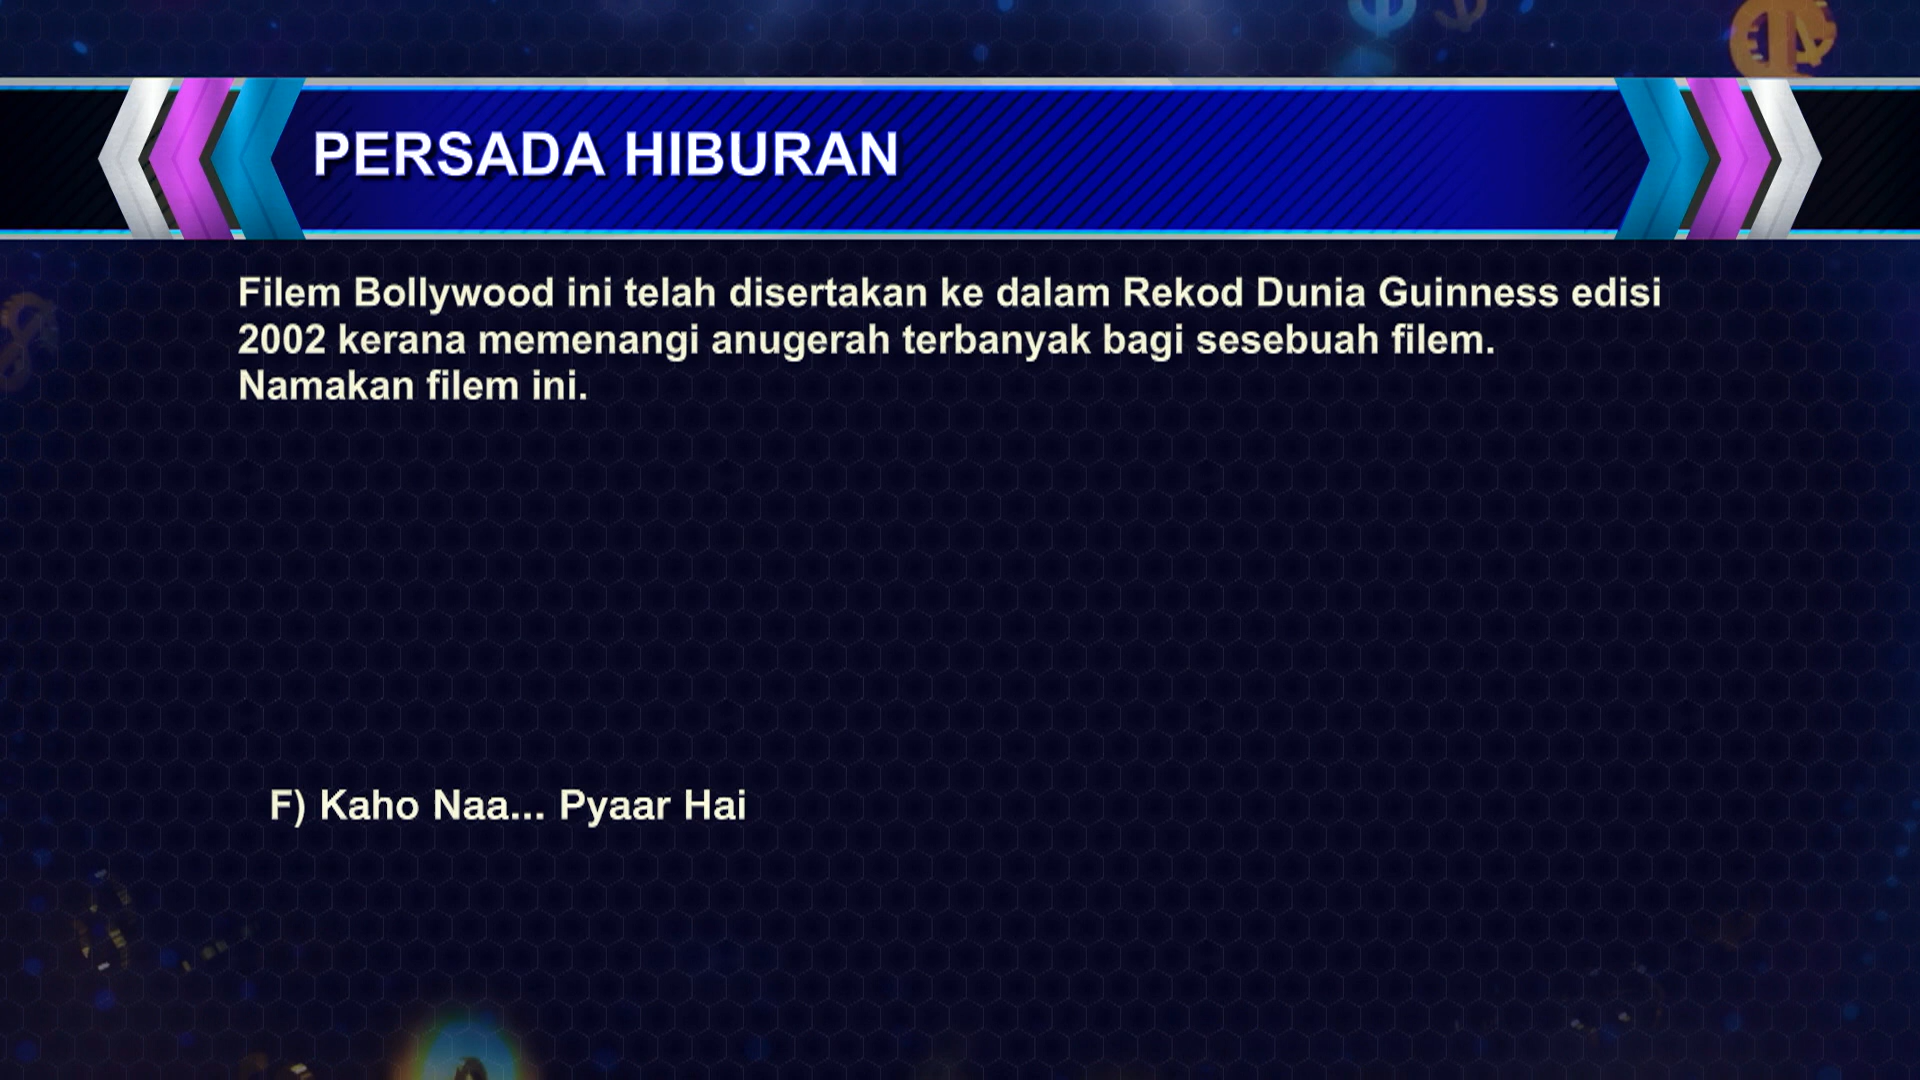 PERSADA HIBURAN
Filem Bollywood ini telah disertakan ke dalam Rekod Dunia Guinness edisi
2002 kerana memenangi anugerah terbanyak bagi sesebuah filem.
Namakan filem ini.
F) Kaho Naa... Pyaar Hai